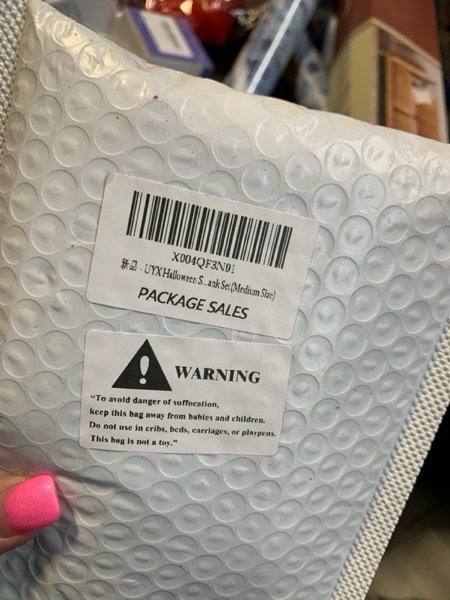 X004QF3N91
新品 - UYX Halloween S...ank Set(Medium Size)
PACKAGE SALES
WARNING
"To avoid danger of suffocation,
keep this bag away from babies and children.
Do not use in cribs, beds, carriages, or playpens.
This bag is not a toy."